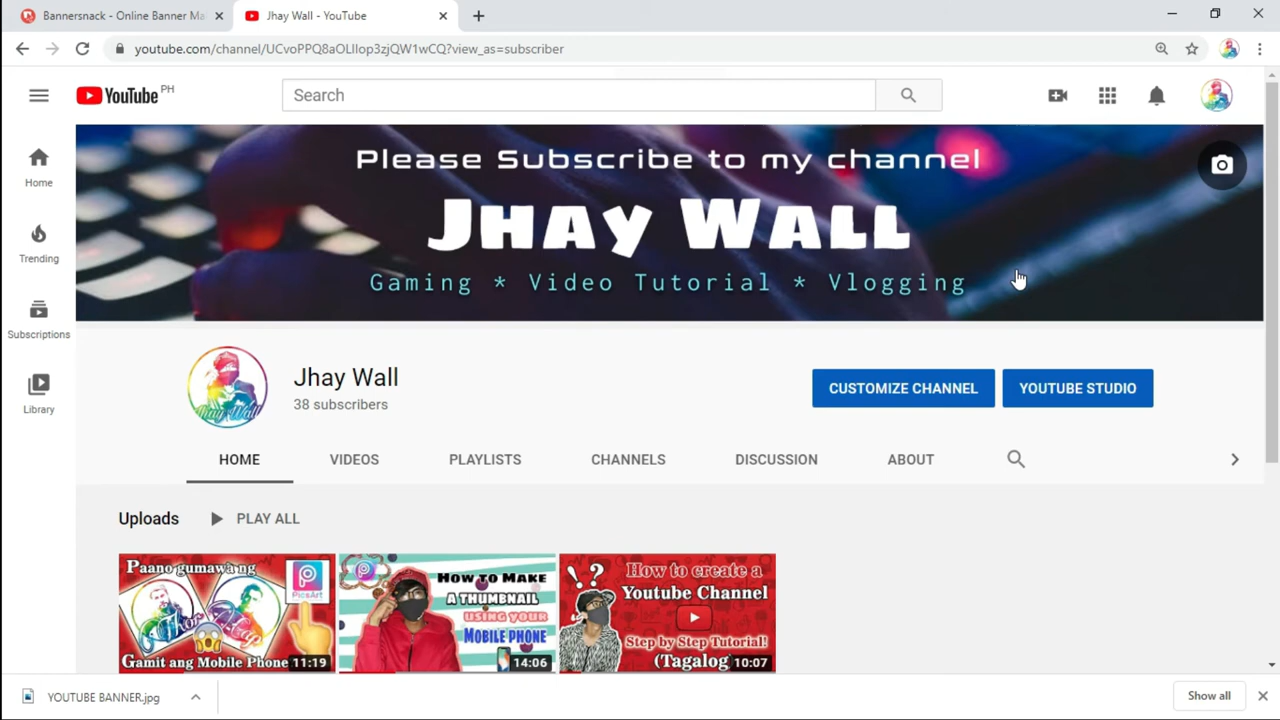 Bannersnack - Online Banner Ma
Jhay Wall - YouTube
youtube.com/channel/UCvoPPQ8aOLIlop3zjQW1wCQ?view_as=subscriber
YouTube PH
Search
Please Subscribe to my channel
Jhay Wall
Gaming * Video Tutorial * Vlogging
Home
Trending
Subscriptions
Library
Jhay Wall
38 subscribers
CUSTOMIZE CHANNEL
YOUTUBE STUDIO
HOME
VIDEOS
PLAYLISTS
CHANNELS
DISCUSSION
ABOUT
Uploads
PLAY ALL
Paano gumawa ng
PicsArt
Gamit ang Mobile Phone
11:19
How to Make
a thumbnail
using your
Mobile phone
14:06
!?
How to create a
Youtube Channel
Step by Step Tutorial!
(Tagalog
10:07
YOUTUBE BANNER.jpg
Show all